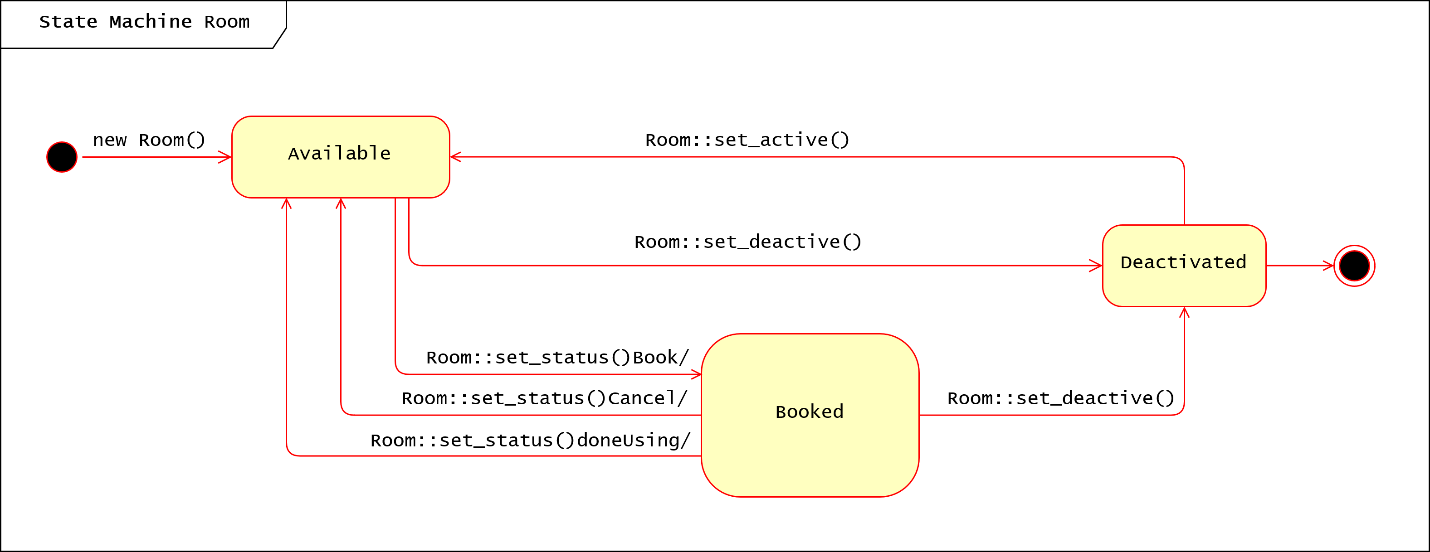 State Machine Room
new Room()
Available
Room::set_active()
Room::set_deactive()
Deactivated
Room::set_status()Book/
Room::set_status()Cancel/
Booked
Room::set_deactive()
Room::set_status()doneUsing/